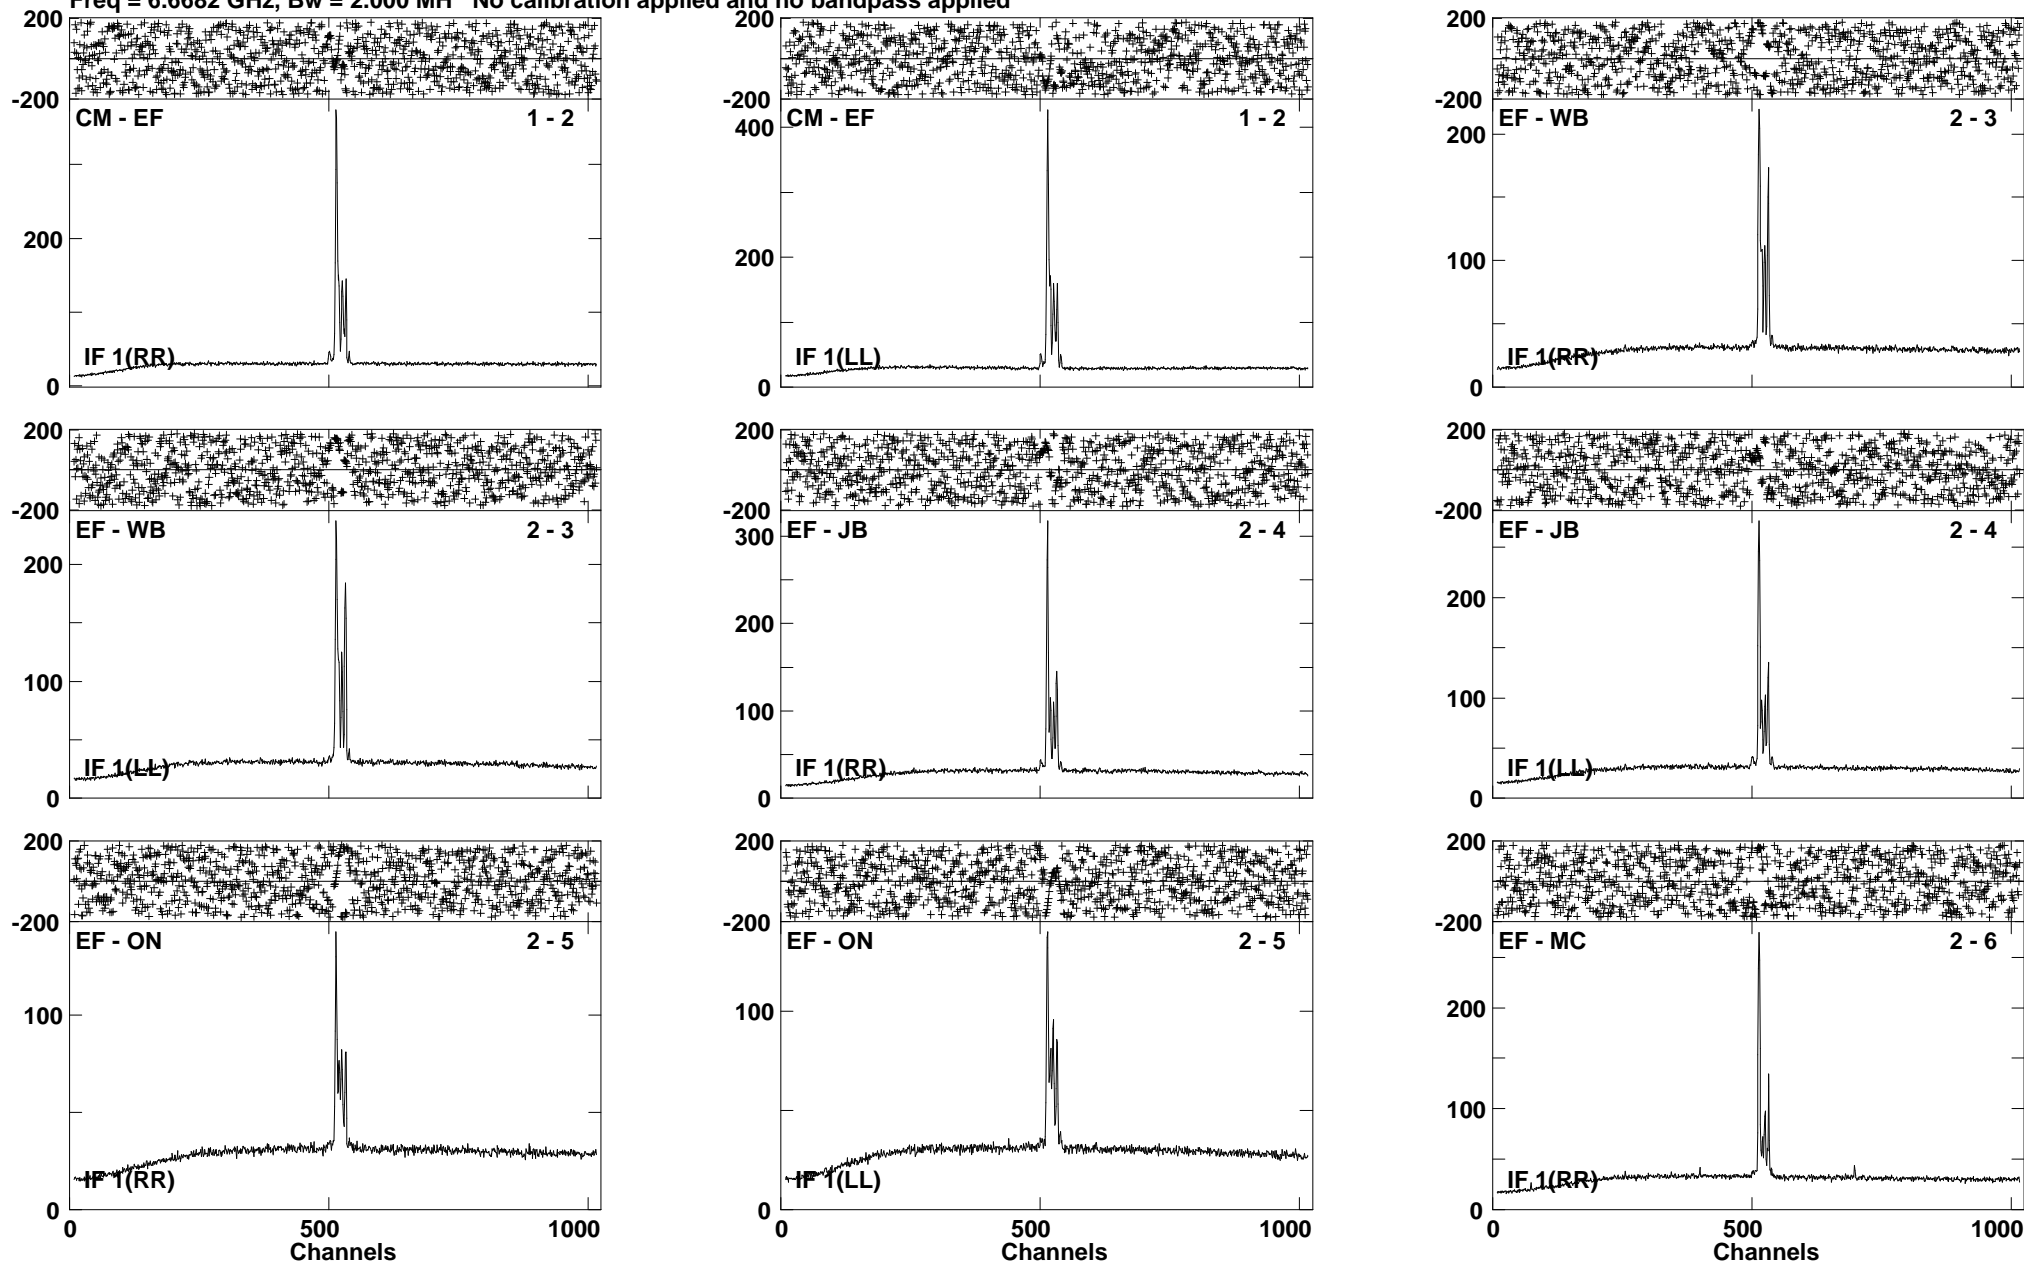 Freq = 6.6682 GHz, Bw = 2.000 MH No calibration applied and no bandpass applied
200
-200
CM - EF 1 - 2
200
0
IF 1(RR)
200
-200
CM - EF 1 - 2
400
200
0
IF 1(LL)
200
-200
EF - WB 2 - 3
200
100
0
IF 1(RR)
200
-200
EF - WB 2 - 3
200
100
0
IF 1(LL)
200
-200
EF - JB 2 - 4
300
200
100
0
IF 1(RR)
200
-200
EF - JB 2 - 4
200
100
0
IF 1(LL)
200
-200
EF - ON 2 - 5
100
0
IF 1(RR)
0 500 1000
Channels
200
-200
EF - ON 2 - 5
100
0
IF 1(LL)
0 500 1000
Channels
200
-200
EF - MC 2 - 6
200
100
0
IF 1(RR)
0 500 1000
Channels